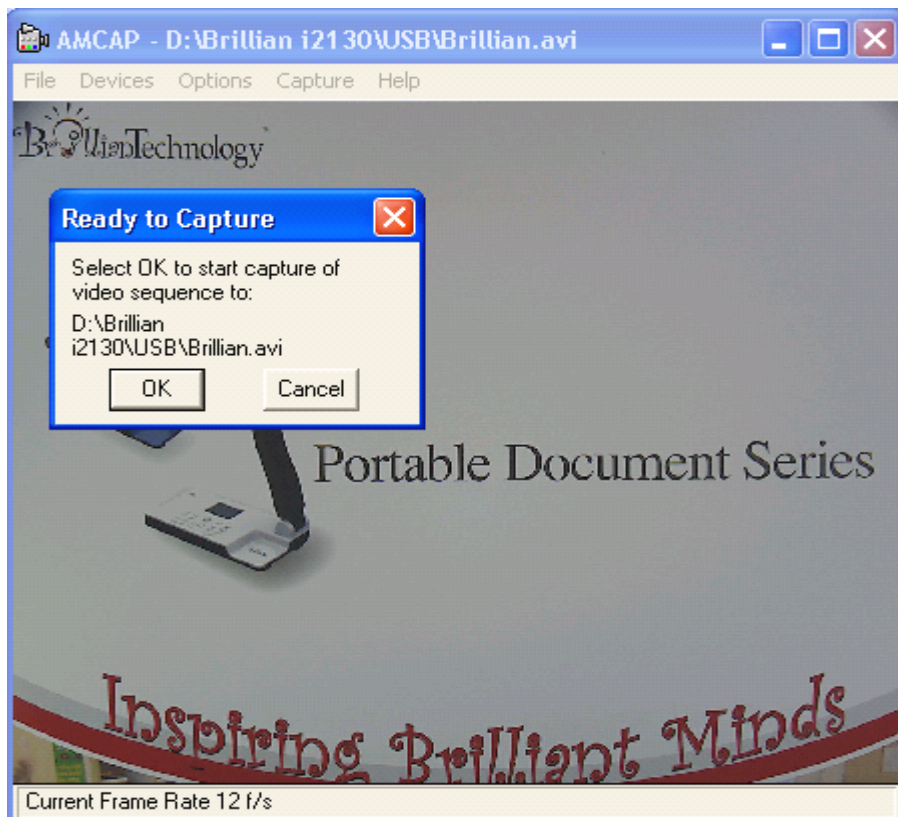 AMCAP - D:\Brillian i2130\USB\Brillian.avi
File Devices Options Capture Help
BrillianTechnology
Ready to Capture
Select OK to start capture of
video sequence to:
D:\Brillian
i2130\USB\Brillian.avi
OK Cancel
Portable Document Series
Inspiring Brilliant Minds
Current Frame Rate 12 f/s